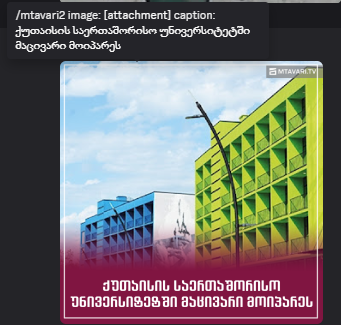 /mtavari2 image: [attachment] caption:
ქუთაისის საერთაშორისო უნივერსიტეტში
მაცივარი მოიპარეს
MTAVARI.TV
ქუთაისის საერთაშორისო
უნივერსიტეტში მაცივარი მოიპარეს